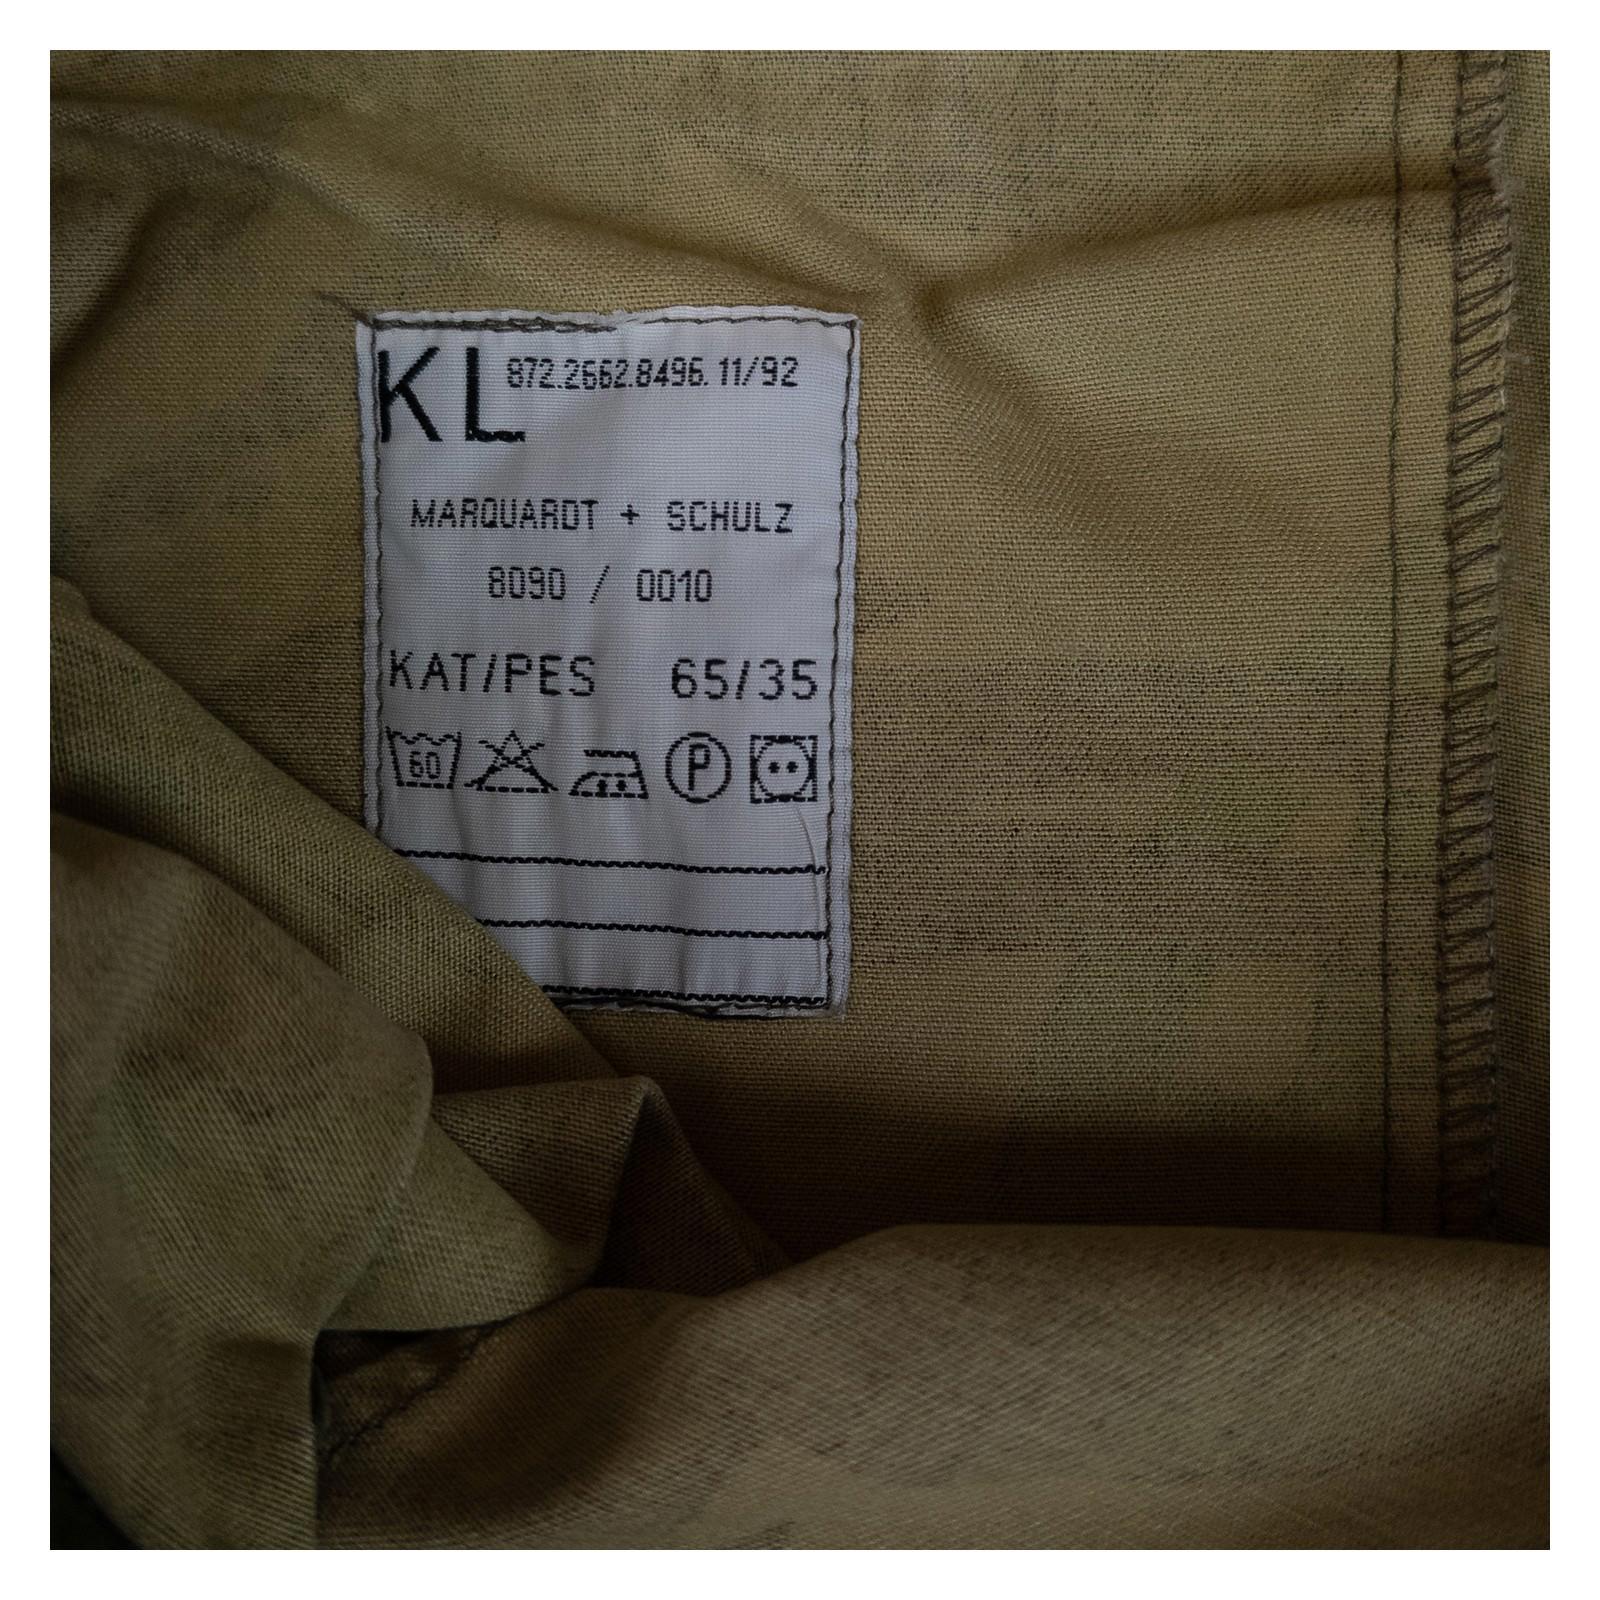 KL 872.2662.8496. 11/92
MARQUARDT + SCHULZ
8090 / 0010
KAT/PES 65/35
60 P